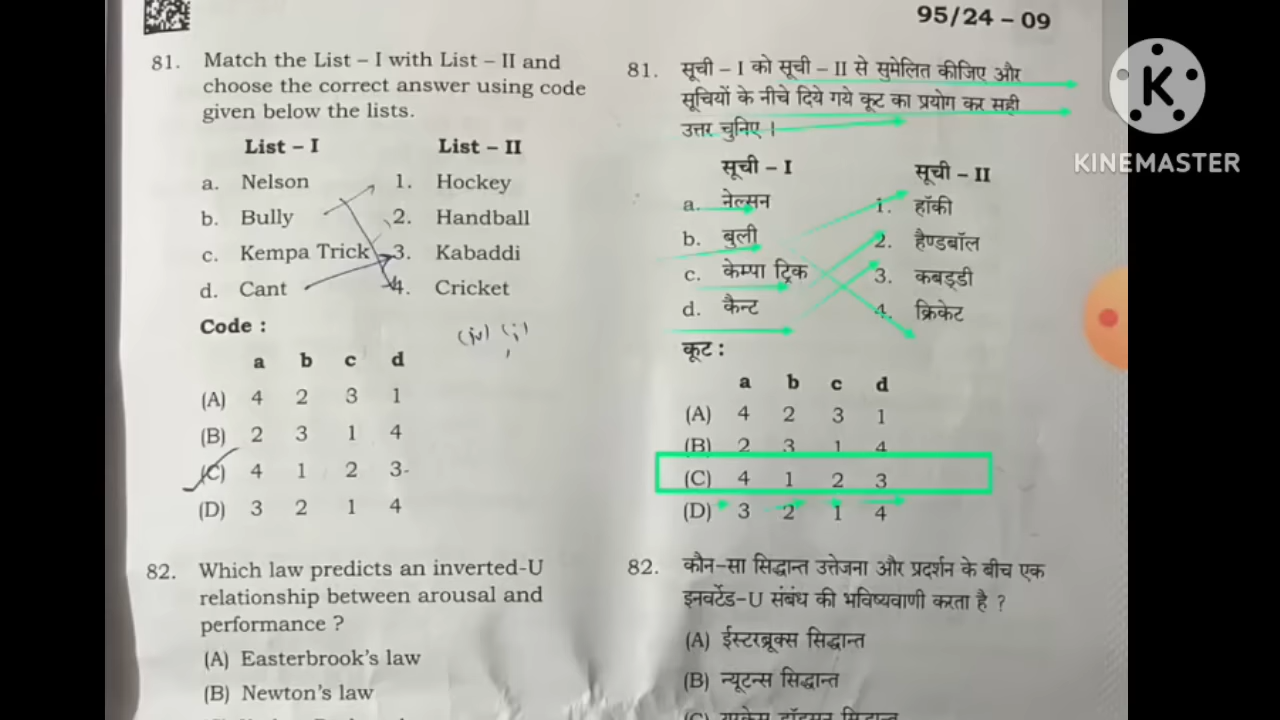 95/24 – 09
81. Match the List – I with List – II and
choose the correct answer using code
given below the lists.
List – I List – II
a. Nelson 1. Hockey
b. Bully 2. Handball
c. Kempa Trick 3. Kabaddi
d. Cant 4. Cricket
Code :
(iv) (i)
a b c d
(A) 4 2 3 1
(B) 2 3 1 4
(C) 4 1 2 3
(D) 3 2 1 4
82. Which law predicts an inverted-U
relationship between arousal and
performance ?
(A) Easterbrook's law
(B) Newton's law
81. सूची – I को सूची – II से सुमेलित कीजिए और
सूचियों के नीचे दिये गये कूट का प्रयोग कर सही
उत्तर चुनिए ।
सूची – I सूची – II
a. नेल्सन 1. हॉकी
b. बुली 2. हैण्डबॉल
c. केम्पा ट्रिक 3. कबड्डी
d. कैन्ट 4. क्रिकेट
कूट :
a b c d
(A) 4 2 3 1
(B) 2 3 1 4
(C) 4 1 2 3
(D) 3 2 1 4
82. कौन-सा सिद्धान्त उत्तेजना और प्रदर्शन के बीच एक
इनवर्टेड-U संबंध की भविष्यवाणी करता है ?
(A) ईस्टरब्रूक्स सिद्धान्त
(B) न्यूटन्स सिद्धान्त
K
KINEMASTER